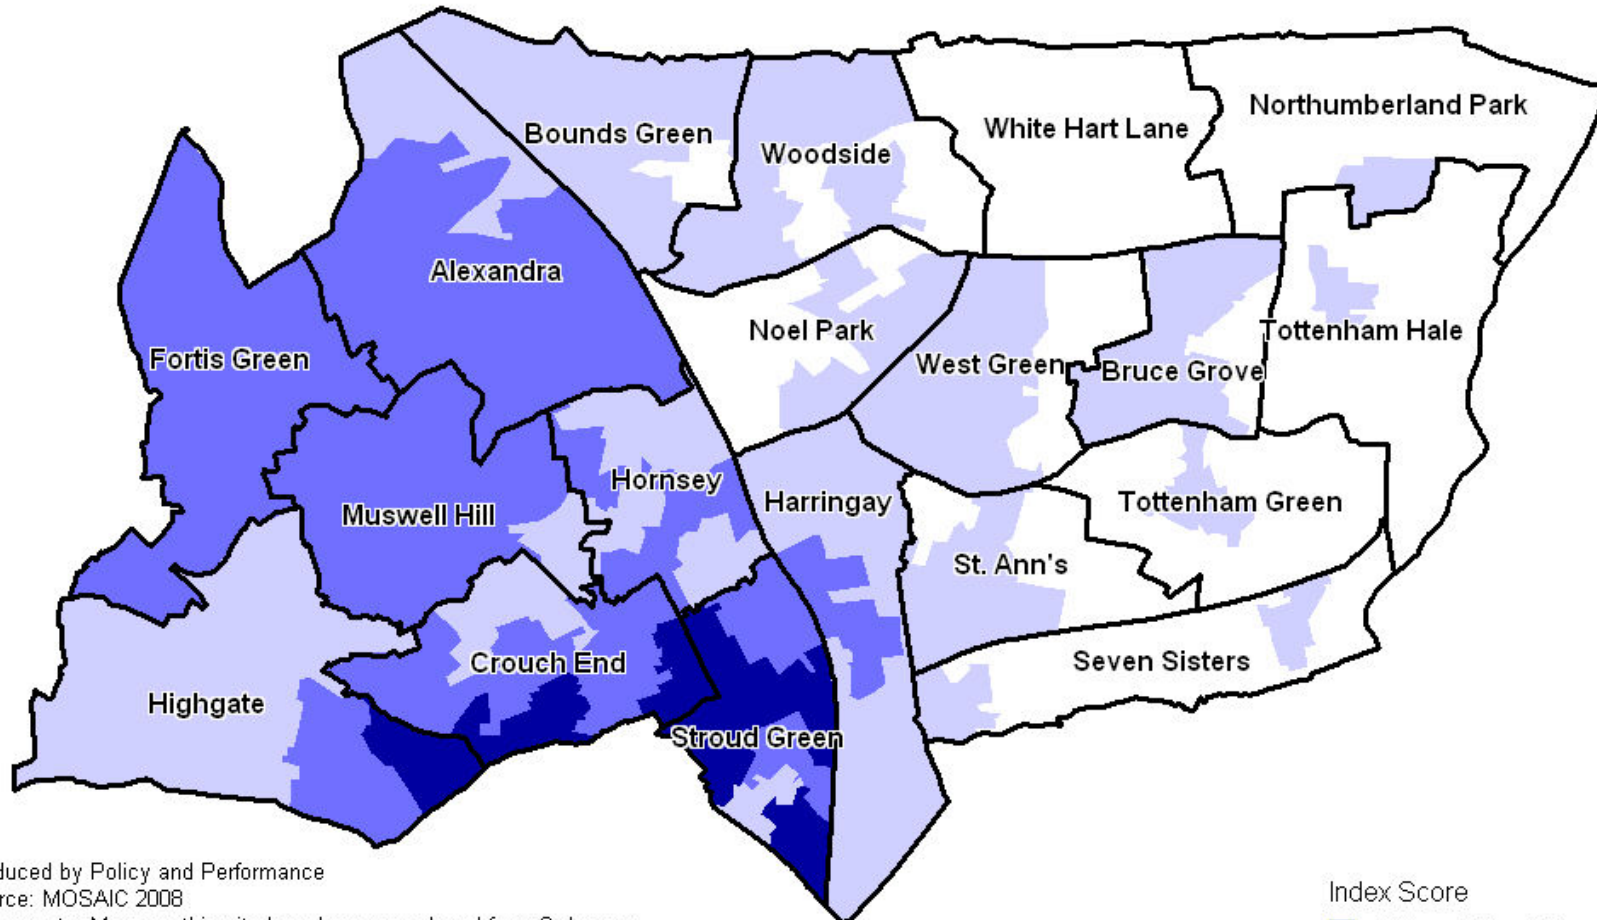 Northumberland Park
White Hart Lane
Bounds Green
Woodside
Alexandra
Noel Park
Tottenham Hale
Fortis Green
West Green
Bruce Grove
Hornsey
Harringay
Tottenham Green
Muswell Hill
St. Ann's
Crouch End
Seven Sisters
Highgate
Stroud Green
duced by Policy and Performance
rce: MOSAIC 2008
Index Score